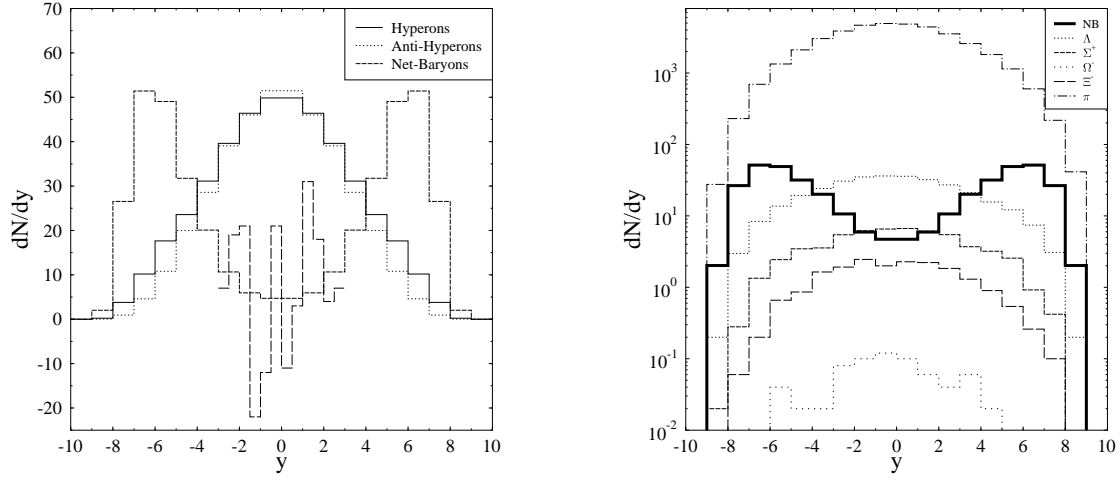 70
60
50
40
30
20
10
0
-10
-20
dN/dy
-10 -8 -6 -4 -2 0 2 4 6 8 10
y
Hyperons
Anti-Hyperons
Net-Baryons
10³
10²
10¹
10⁰
10⁻¹
10⁻²
dN/dy
-10 -8 -6 -4 -2 0 2 4 6 8 10
y
NB
Λ
Σ⁺
Ω⁻
Ξ⁻
π